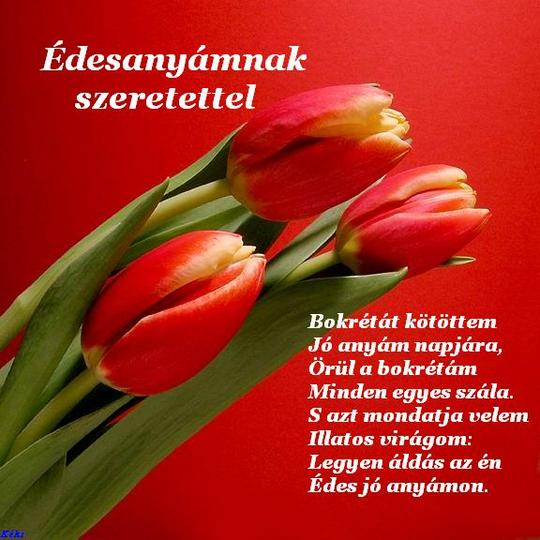 Édesanyámnak
szeretettel
Bokrétát kötöttem
Jó anyám napjára,
Örül a bokrétám
Minden egyes szála.
S azt mondatja velem
Illatos virágom:
Legyen áldás az én
Édes jó anyámon.
Kéki